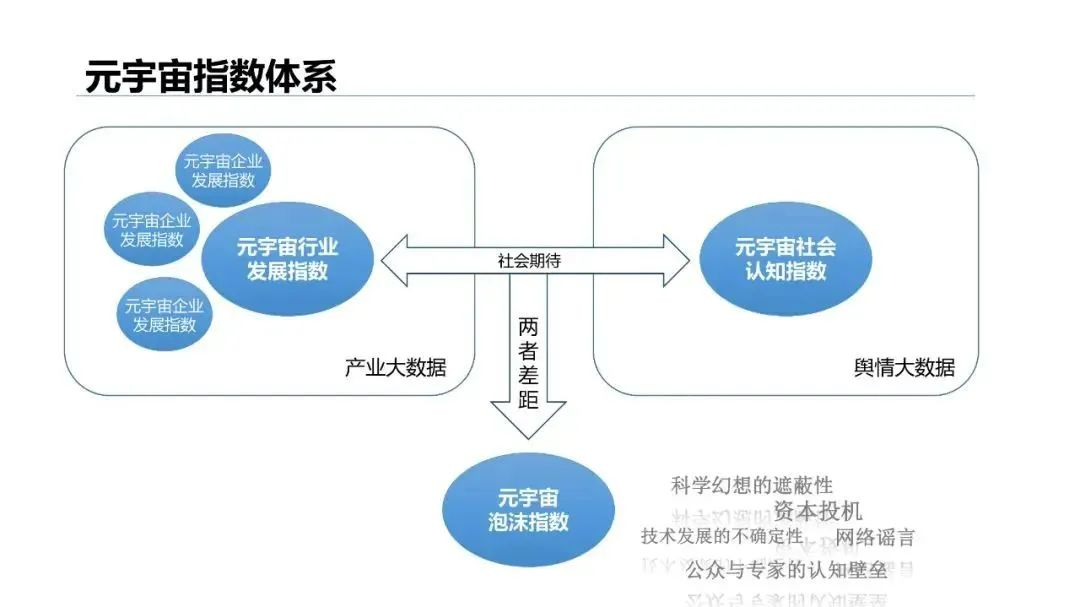 元宇宙指数体系
元宇宙企业
发展指数
元宇宙企业
发展指数
元宇宙企业
发展指数
元宇宙行业
发展指数
产业大数据
社会期待
两者差距
元宇宙社会
认知指数
舆情大数据
元宇宙
泡沫指数
科学幻想的遮蔽性
资本投机
技术发展的不确定性
网络谣言
公众与专家的认知壁垒